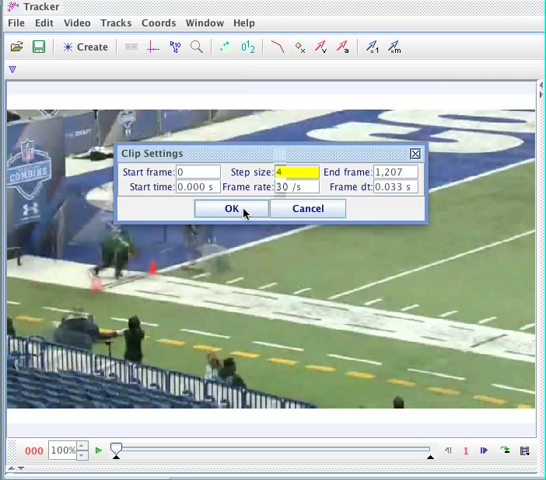 Tracker
File Edit Video Tracks Coords Window Help
Create
Clip Settings
Start frame: 0 Step size: 4 End frame: 1,207
Start time: 0.000 s Frame rate: 30 /s Frame dt: 0.033 s
OK Cancel
NFL
COMBINE
000 100% 1